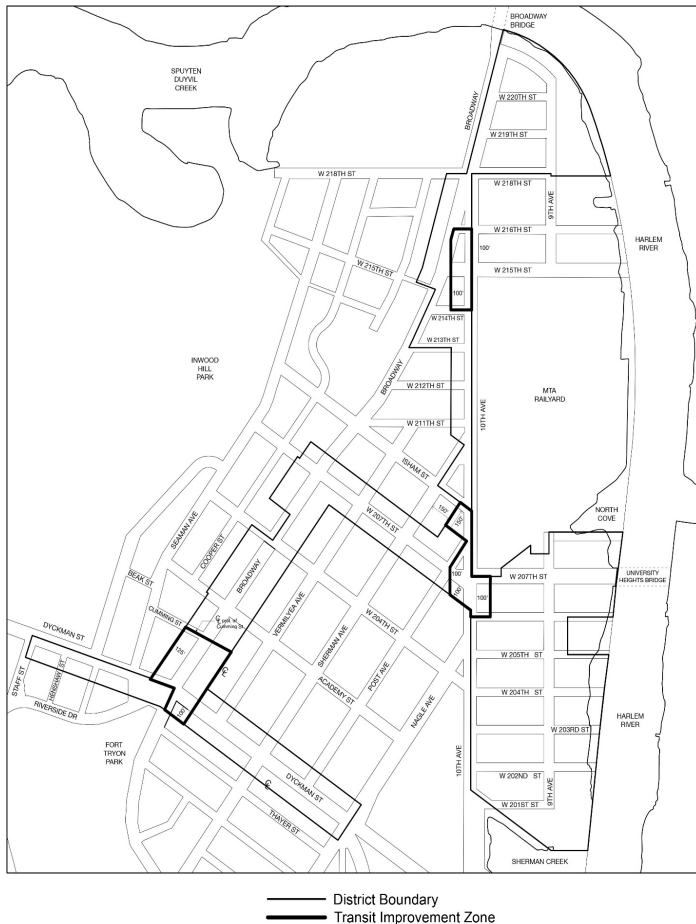 BROADWAY
BRIDGE
SPUYTEN
DUYVIL
CREEK
W 220TH ST
BROADWAY
W 219TH ST
W 218TH ST
W 218TH ST
9TH AVE
W 216TH ST
100'
HARLEM
RIVER
W 215TH ST
W 215TH ST
100'
W 214TH ST
W 213TH ST
INWOOD
HILL
PARK
BROADWAY
W 212TH ST
MTA
RAILYARD
10TH AVE
W 211TH ST
ISHAM ST
150'
150'
NORTH
COVE
W 207TH ST
SEAMAN AVE
COOPER ST
BROADWAY
100'
100'
100'
W 207TH ST
UNIVERSITY
HEIGHTS BRIDGE
BEAK ST
CUMMING ST
Cumming St.
VERMILYEA AVE
W 204TH ST
DYCKMAN ST
125'
SHERMAN AVE
W 205TH ST
STAFF ST
HENSHAW ST
ACADEMY ST
POST AVE
W 204TH ST
RIVERSIDE DR
100'
NAGLE AVE
HARLEM
RIVER
W 203RD ST
FORT
TRYON
PARK
10TH AVE
DYCKMAN ST
W 202ND ST
9TH AVE
THAYER ST
W 201ST ST
SHERMAN CREEK
District Boundary
Transit Improvement Zone